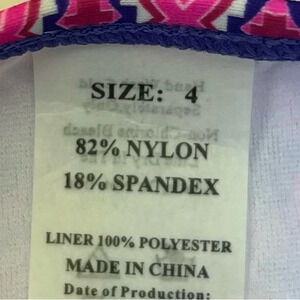 SIZE: 4
82% NYLON
18% SPANDEX
LINER 100% POLYESTER
MADE IN CHINA
Date of Production: